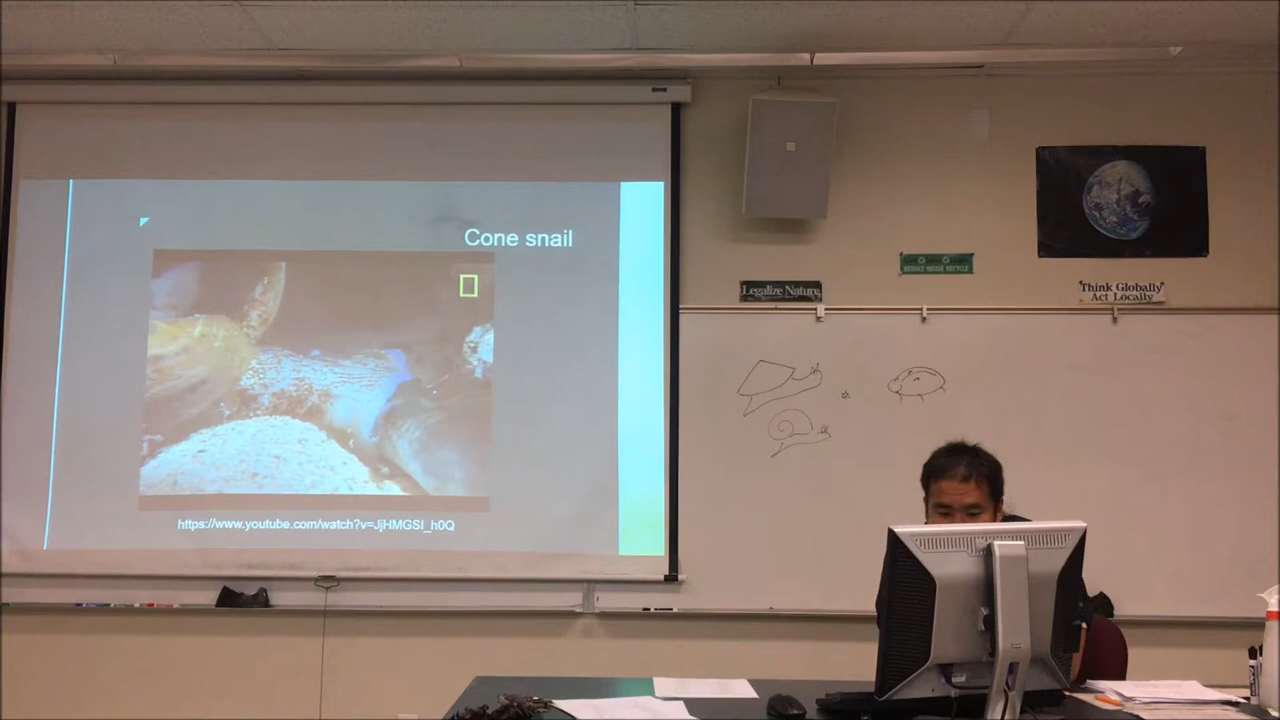 Cone snail
https://www.youtube.com/watch?v=JjHMGSI_h0Q
REDUCE REUSE RECYCLE
Legalize Nature
Think Globally
Act Locally